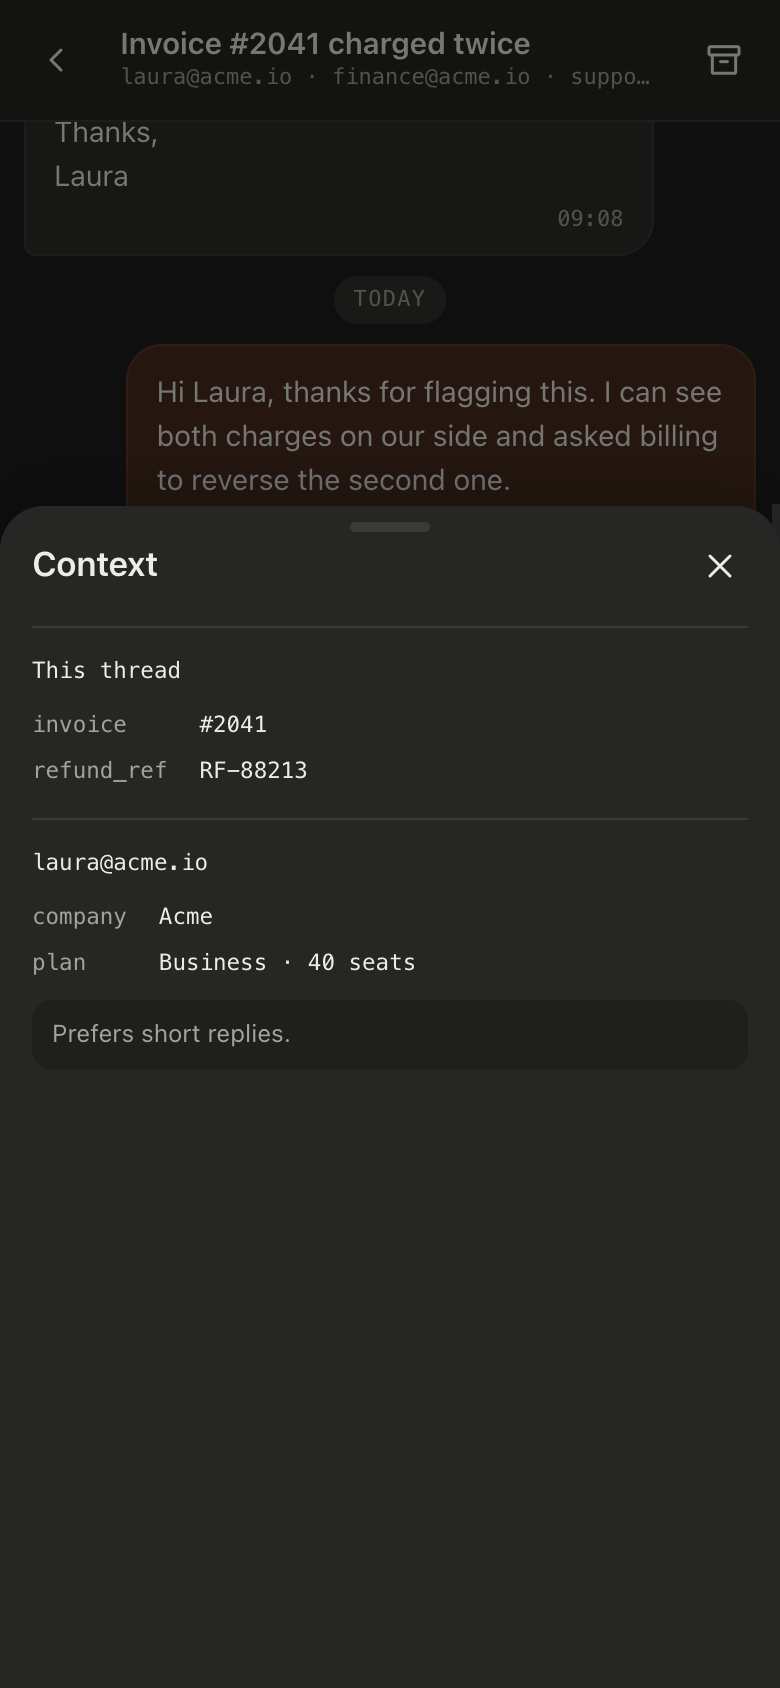 Invoice #2041 charged twice
laura@acme.io · finance@acme.io · suppo…
Thanks,
Laura
09:08
TODAY
Hi Laura, thanks for flagging this. I can see
both charges on our side and asked billing
to reverse the second one.
Context
This thread
invoice #2041
refund_ref RF-88213
laura@acme.io
company Acme
plan Business · 40 seats
Prefers short replies.